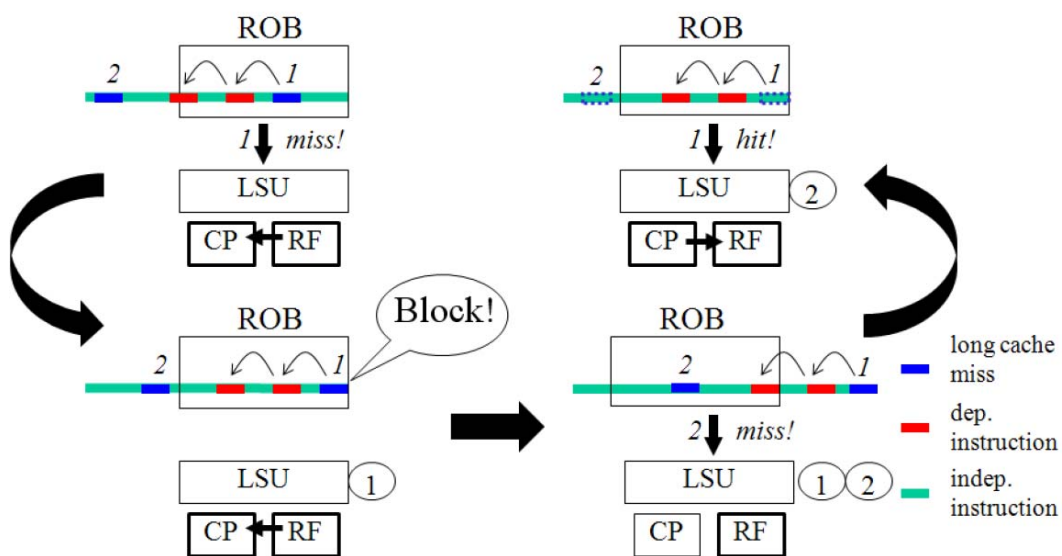 ROB
2
1
1 miss!
LSU
CP RF
ROB
2
1
1 hit!
LSU 2
CP RF
ROB
Block!
2
1
LSU 1
CP RF
ROB
2
1
2 miss!
LSU 1 2
CP RF
long cache
miss
dep.
instruction
indep.
instruction